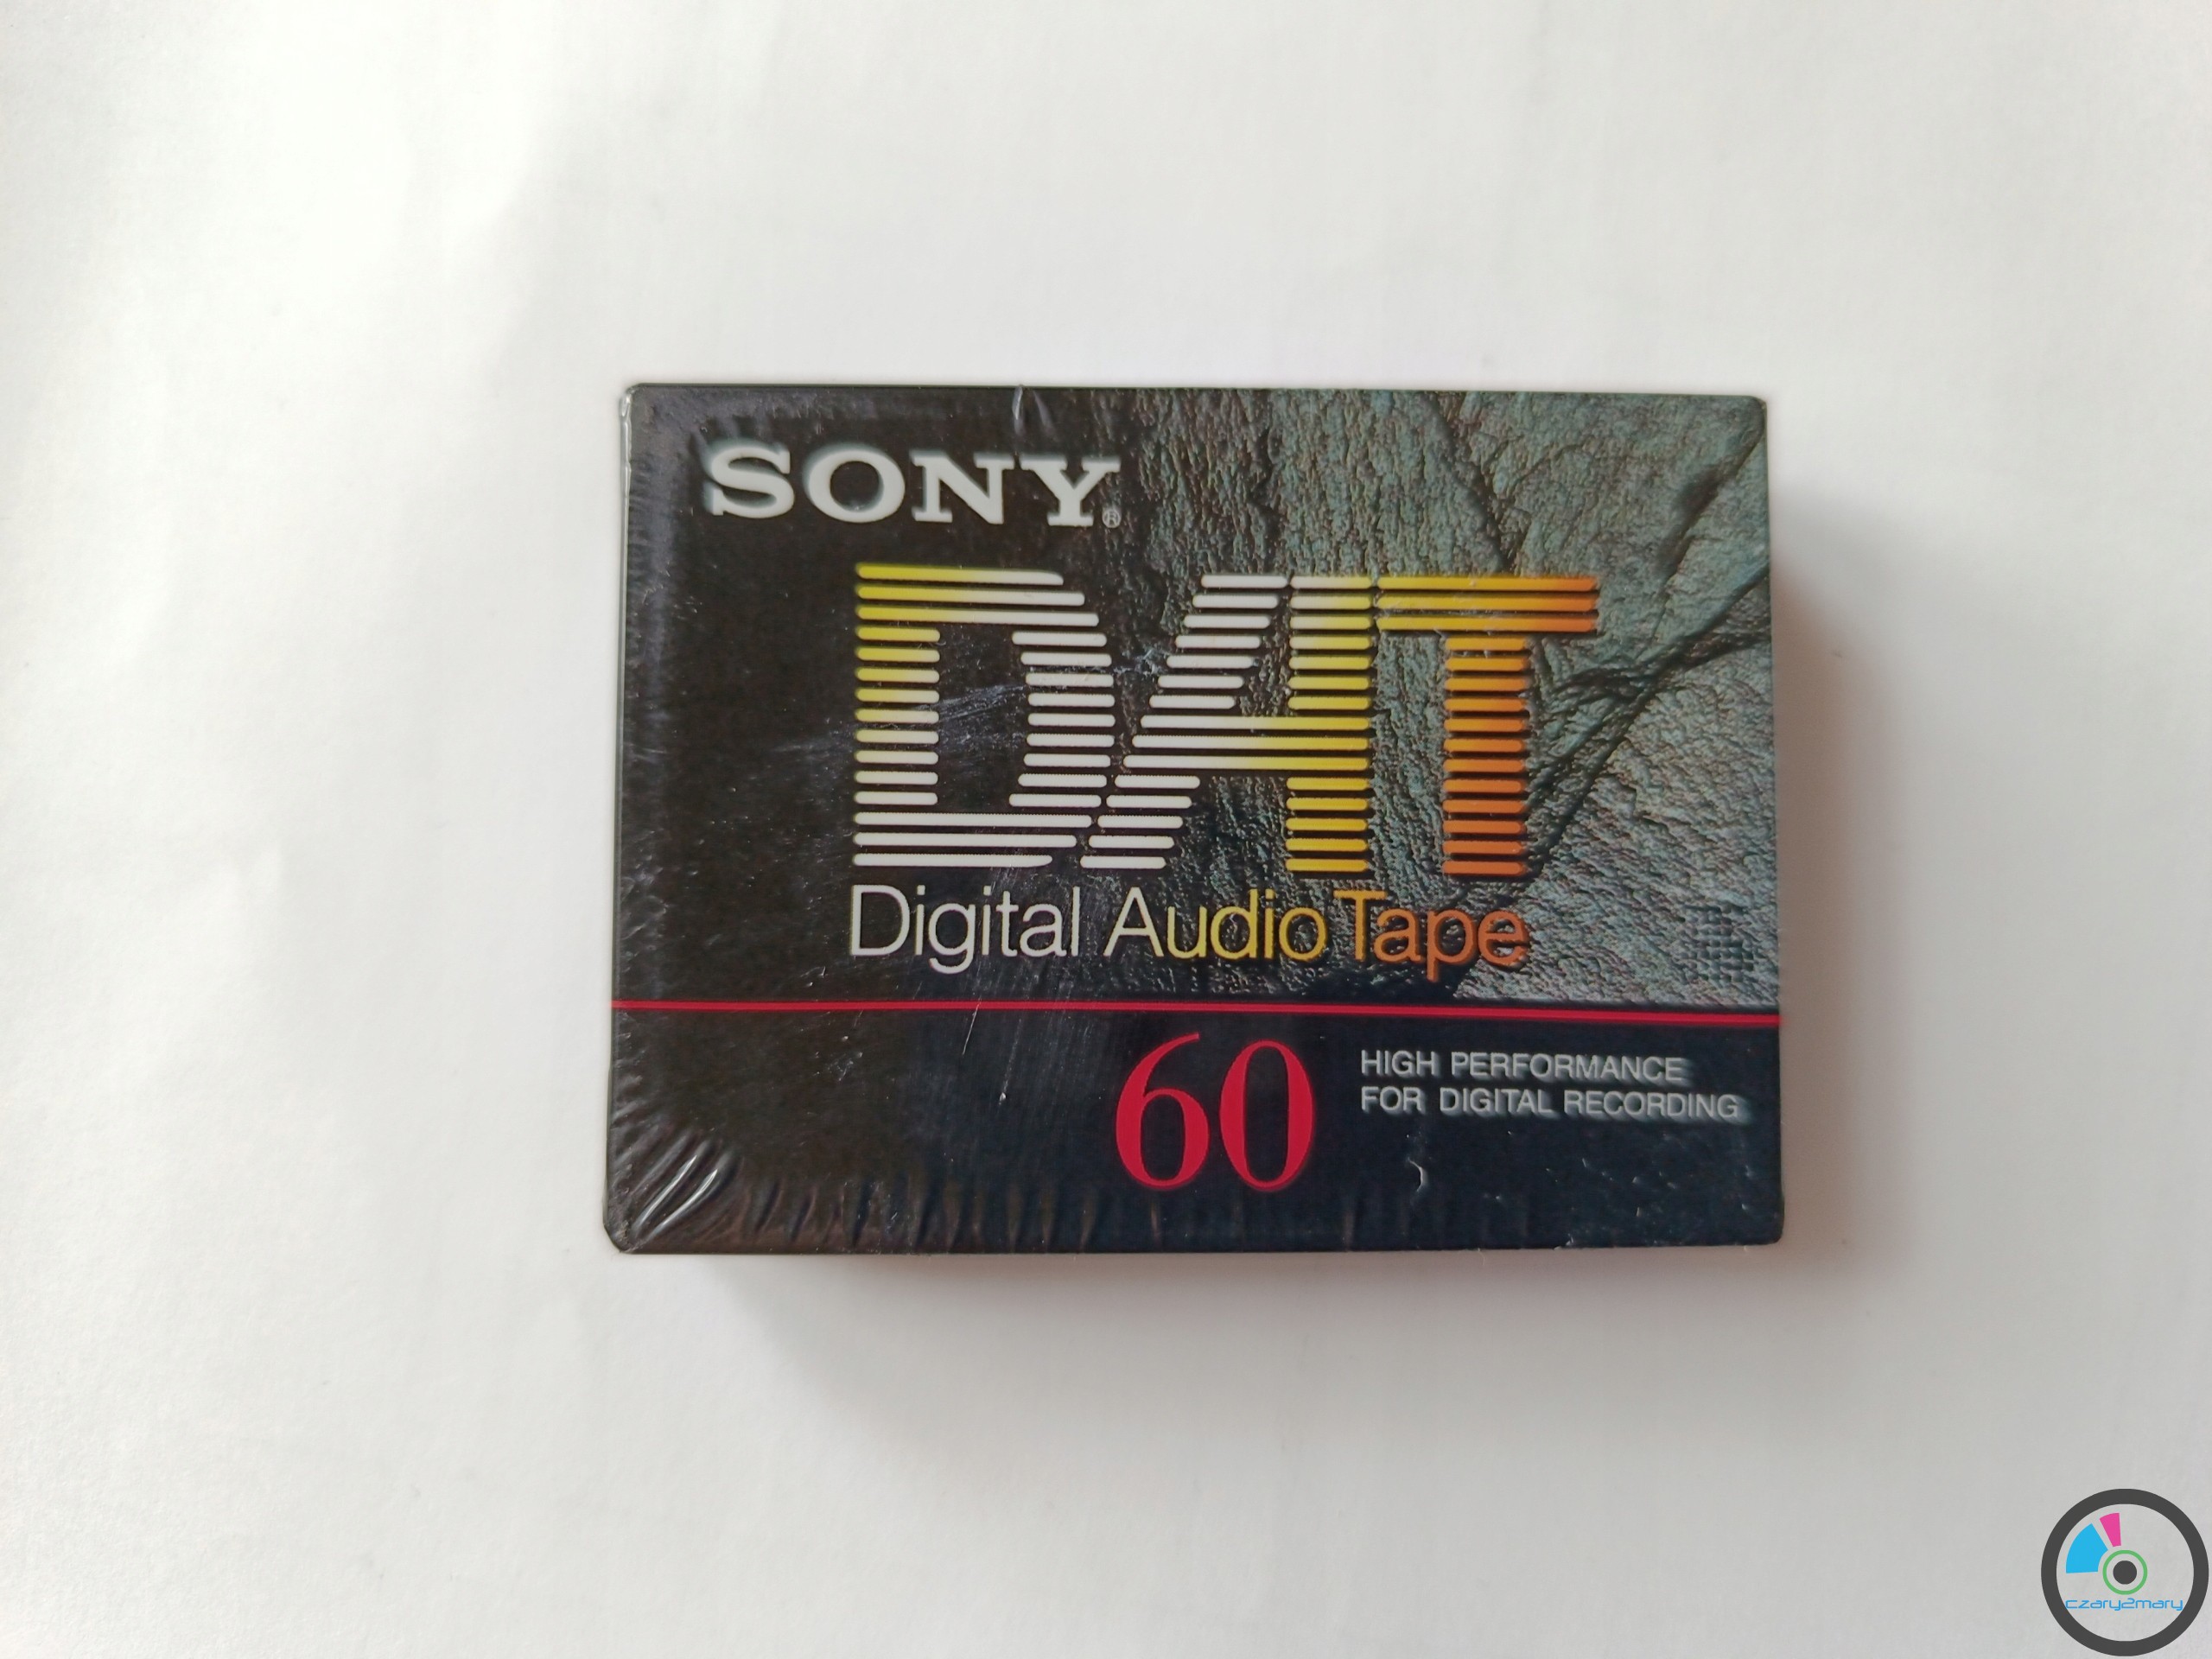 SONY®
DAT
Digital Audio Tape
60
HIGH PERFORMANCE
FOR DIGITAL RECORDING
czary2mary